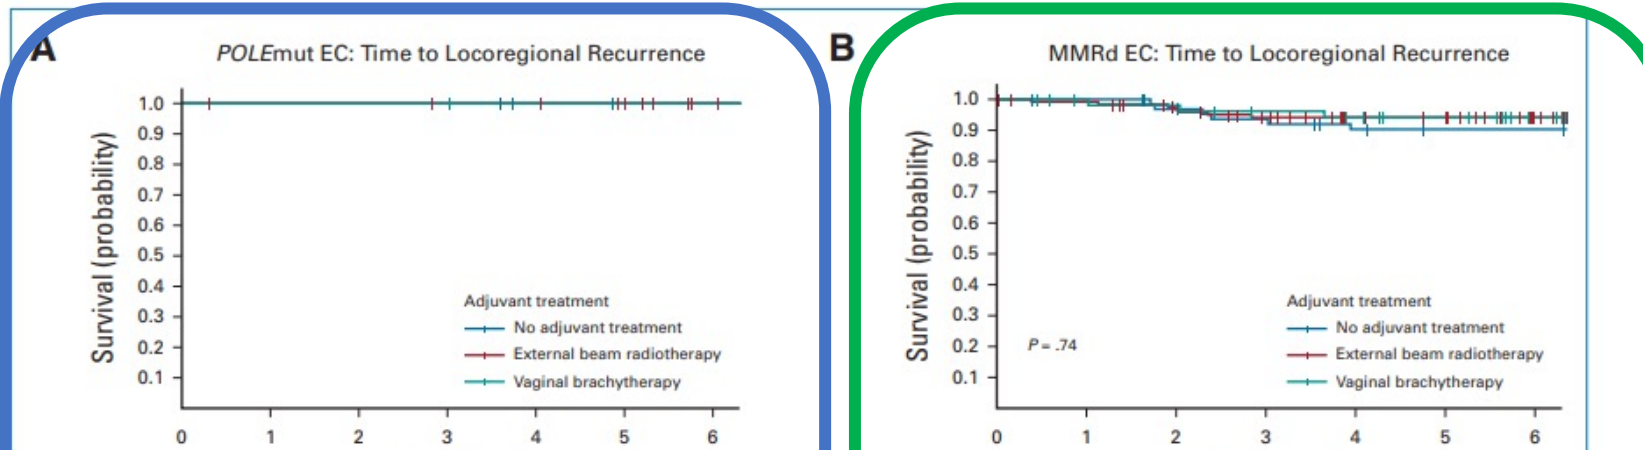 A
POLEmut EC: Time to Locoregional Recurrence
Survival (probability)
1.0
0.9
0.8
0.7
0.6
0.5
0.4
0.3
0.2
0.1
Adjuvant treatment
No adjuvant treatment
External beam radiotherapy
Vaginal brachytherapy
0 1 2 3 4 5 6
B
MMRd EC: Time to Locoregional Recurrence
Survival (probability)
1.0
0.9
0.8
0.7
0.6
0.5
0.4
0.3
0.2
0.1
P = .74
Adjuvant treatment
No adjuvant treatment
External beam radiotherapy
Vaginal brachytherapy
0 1 2 3 4 5 6